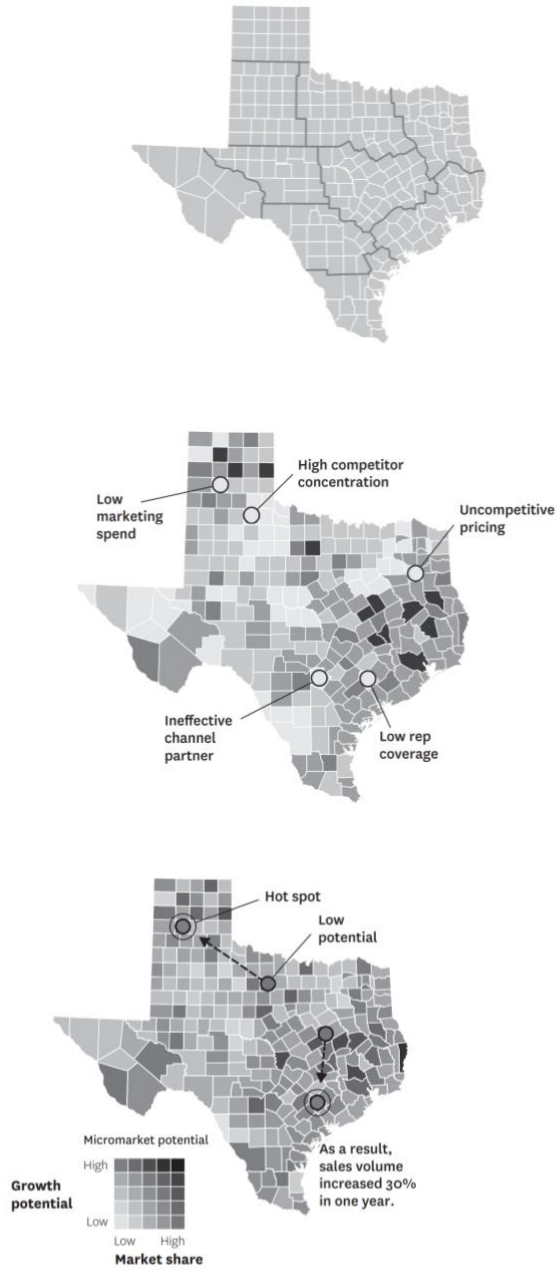 High competitor
concentration
Low
marketing
spend
Uncompetitive
pricing
Ineffective
channel
partner
Low rep
coverage
Hot spot
Low
potential
As a result,
sales volume
increased 30%
in one year.
Micromarket potential
High
Growth
potential
Low
Low High
Market share